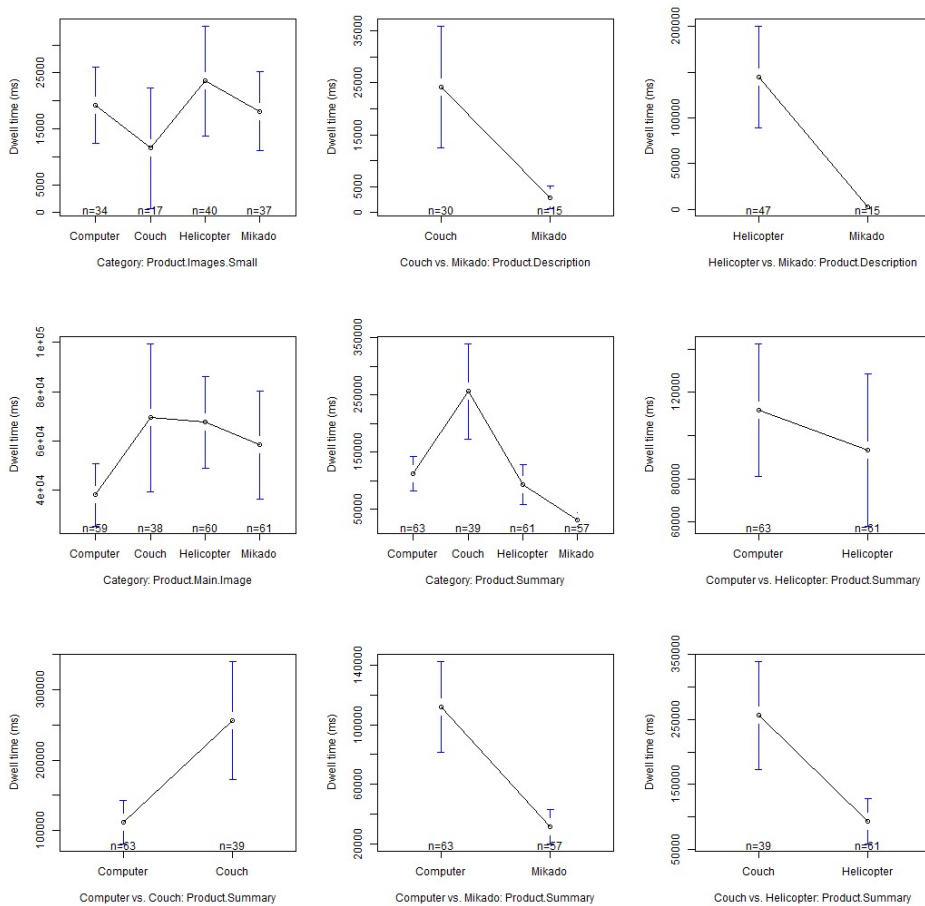 Dwell time (ms)
0
5000
15000
25000
n=34
n=17
n=40
n=37
Computer
Couch
Helicopter
Mikado
Category: Product.Images.Small
Dwell time (ms)
0
5000
15000
25000
35000
n=30
n=15
Couch
Mikado
Couch vs. Mikado: Product.Description
Dwell time (ms)
0
50000
100000
200000
n=47
n=15
Helicopter
Mikado
Helicopter vs. Mikado: Product.Description
Dwell time (ms)
4e+04
6e+04
8e+04
1e+05
n=59
n=38
n=60
n=61
Computer
Couch
Helicopter
Mikado
Category: Product.Main.Image
Dwell time (ms)
50000
150000
250000
350000
n=63
n=39
n=61
n=57
Computer
Couch
Helicopter
Mikado
Category: Product.Summary
Dwell time (ms)
60000
80000
120000
n=63
n=61
Computer
Helicopter
Computer vs. Helicopter: Product.Summary
Dwell time (ms)
100000
200000
300000
n=63
n=39
Computer
Couch
Computer vs. Couch: Product.Summary
Dwell time (ms)
20000
60000
100000
140000
n=63
n=57
Computer
Mikado
Computer vs. Mikado: Product.Summary
Dwell time (ms)
50000
150000
250000
350000
n=39
n=61
Couch
Helicopter
Couch vs. Helicopter: Product.Summary